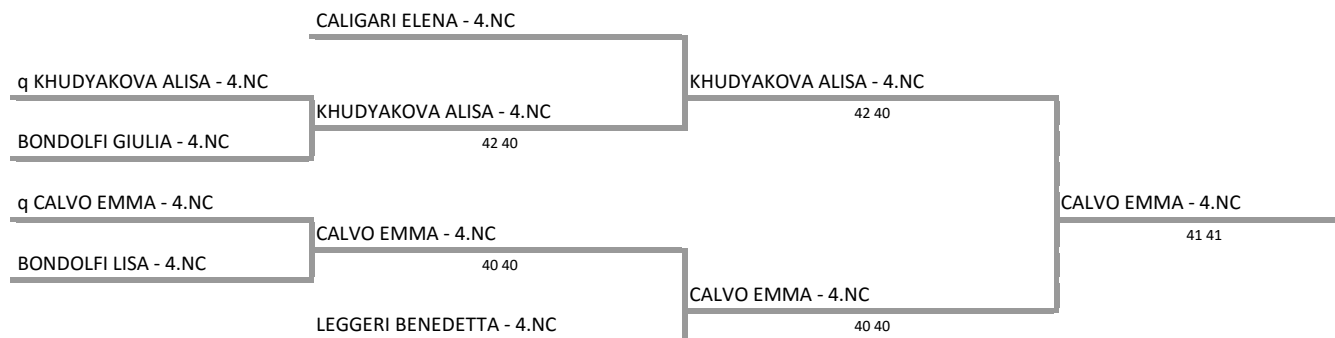 CALIGARI ELENA - 4.NC
q KHUDYAKOVA ALISA - 4.NC
KHUDYAKOVA ALISA - 4.NC
42 40
KHUDYAKOVA ALISA - 4.NC
42 40
BONDOLFI GIULIA - 4.NC
q CALVO EMMA - 4.NC
CALVO EMMA - 4.NC
41 41
CALVO EMMA - 4.NC
40 40
BONDOLFI LISA - 4.NC
CALVO EMMA - 4.NC
40 40
LEGGERI BENEDETTA - 4.NC